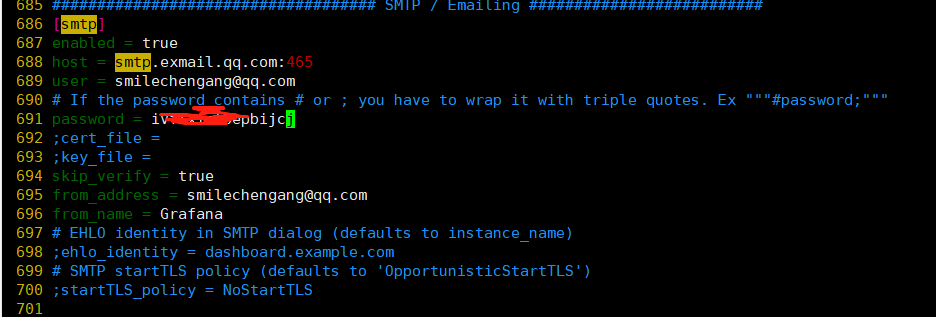 685 #################################### SMTP / Emailing ##########################
686 [smtp]
687 enabled = true
688 host = smtp.exmail.qq.com:465
689 user = smilechengang@qq.com
690 # If the password contains # or ; you have to wrap it with triple quotes. Ex """#password;"""
691 password =
692 ;cert_file =
693 ;key_file =
694 skip_verify = true
695 from_address = smilechengang@qq.com
696 from_name = Grafana
697 # EHLO identity in SMTP dialog (defaults to instance_name)
698 ;ehlo_identity = dashboard.example.com
699 # SMTP startTLS policy (defaults to 'OpportunisticStartTLS')
700 ;startTLS_policy = NoStartTLS
701